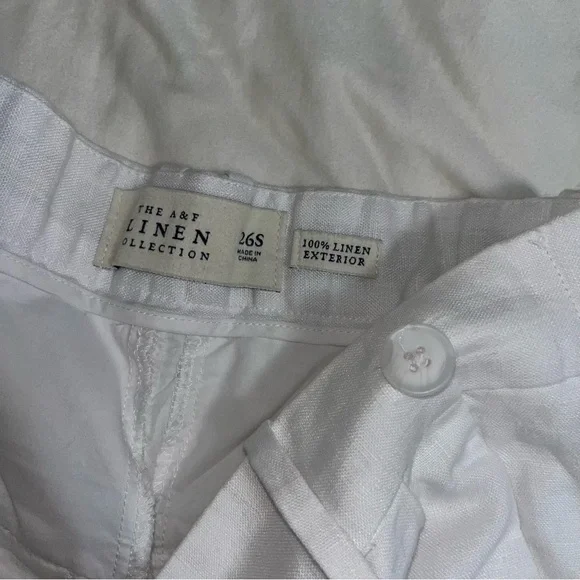 THE A&F
LINEN
COLLECTION
26S
MADE IN
CHINA
100% LINEN
EXTERIOR